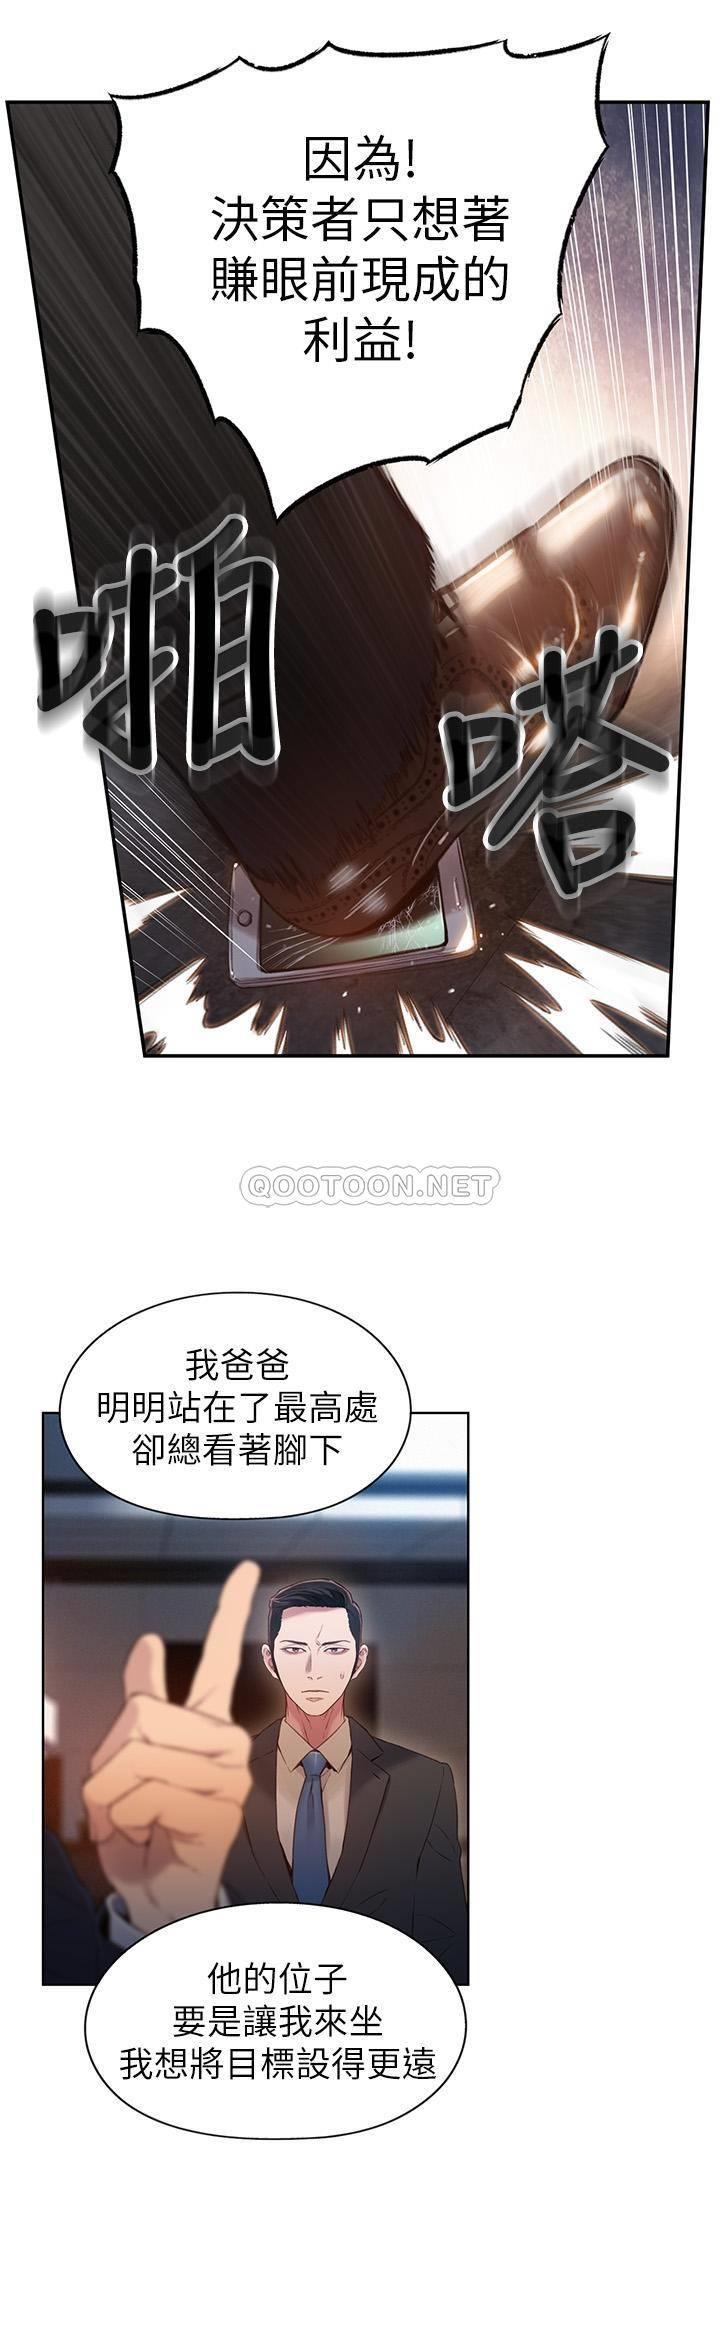 因為!
決策者只想著
賺眼前現成的
利益!
啪
嗒
QOOTOON.NET
我爸爸
明明站在了最高處
卻總看著腳下
他的位子
要是讓我來坐
我想將目標設得更遠